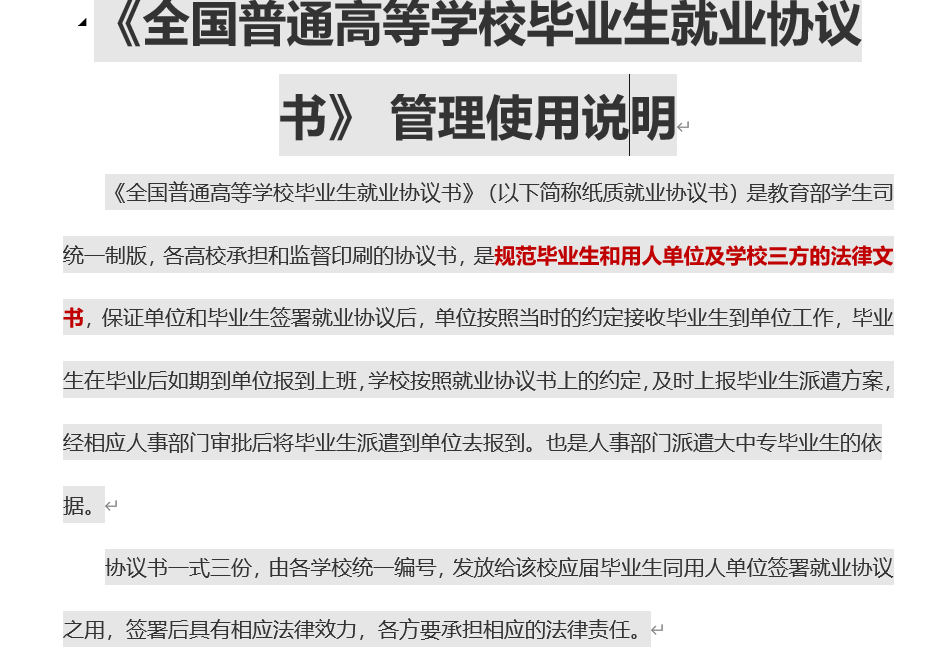 《全国普通高等学校毕业生就业协议
书》 管理使用说明
《全国普通高等学校毕业生就业协议书》（以下简称纸质就业协议书）是教育部学生司
统一制版，各高校承担和监督印刷的协议书，是规范毕业生和用人单位及学校三方的法律文
书，保证单位和毕业生签署就业协议后，单位按照当时的约定接收毕业生到单位工作，毕业
生在毕业后如期到单位报到上班，学校按照就业协议书上的约定，及时上报毕业生派遣方案，
经相应人事部门审批后将毕业生派遣到单位去报到。也是人事部门派遣大中专毕业生的依
据。
协议书一式三份，由各学校统一编号，发放给该校应届毕业生同用人单位签署就业协议
之用，签署后具有相应法律效力，各方要承担相应的法律责任。